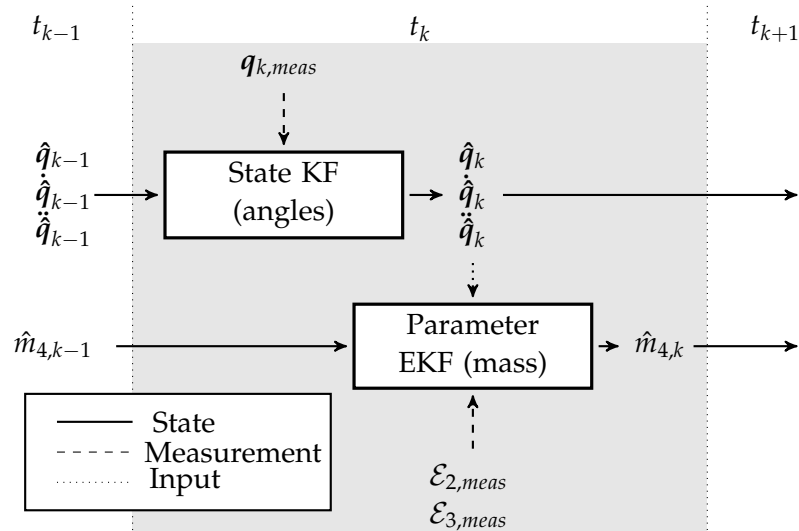 t_{k-1} t_k t_{k+1}
q_{k,meas}
q̂_{k-1}
q̂̇_{k-1}
q̂̈_{k-1}
State KF
(angles)
q̂_k
q̂̇_k
q̂̈_k
m̂_{4,k-1}
Parameter
EKF (mass)
m̂_{4,k}
State
Measurement
Input
ℰ_{2,meas}
ℰ_{3,meas}